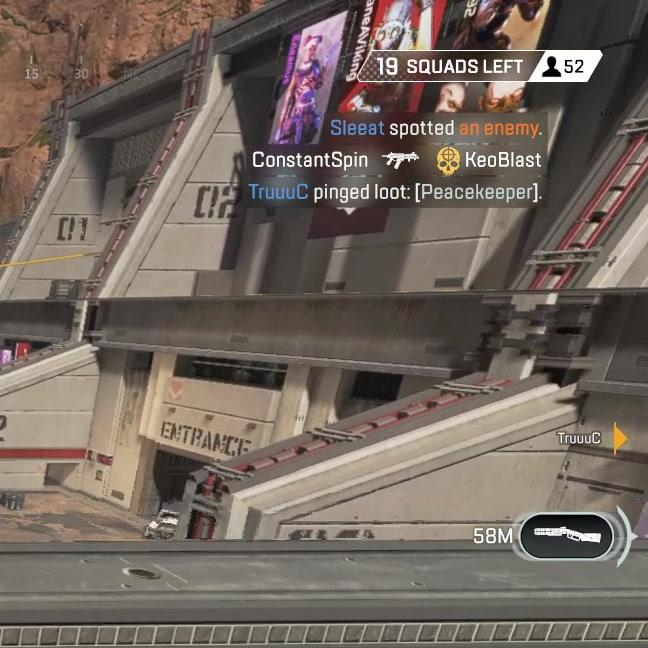 15
30
19 SQUADS LEFT
52
Sleeat spotted an enemy.
ConstantSpin KeoBlast
TruuuC pinged loot: [Peacekeeper].
01
02
ENTRANCE
2
TruuuC
58M